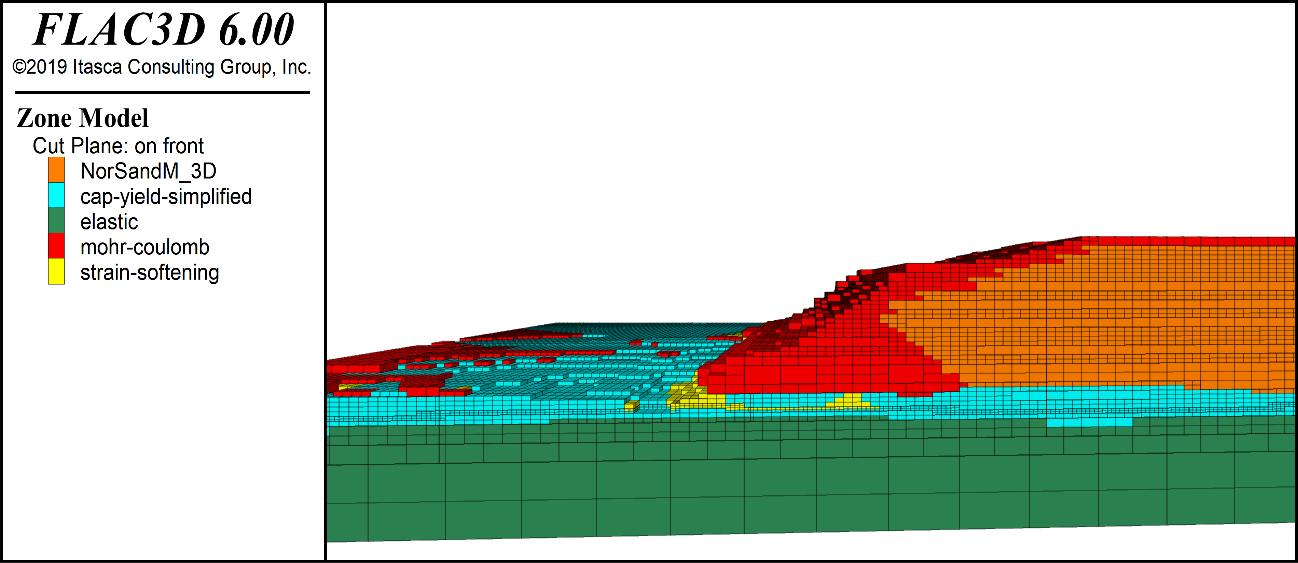 FLAC3D 6.00
©2019 Itasca Consulting Group, Inc.
Zone Model
Cut Plane: on front
NorSandM_3D
cap-yield-simplified
elastic
mohr-coulomb
strain-softening